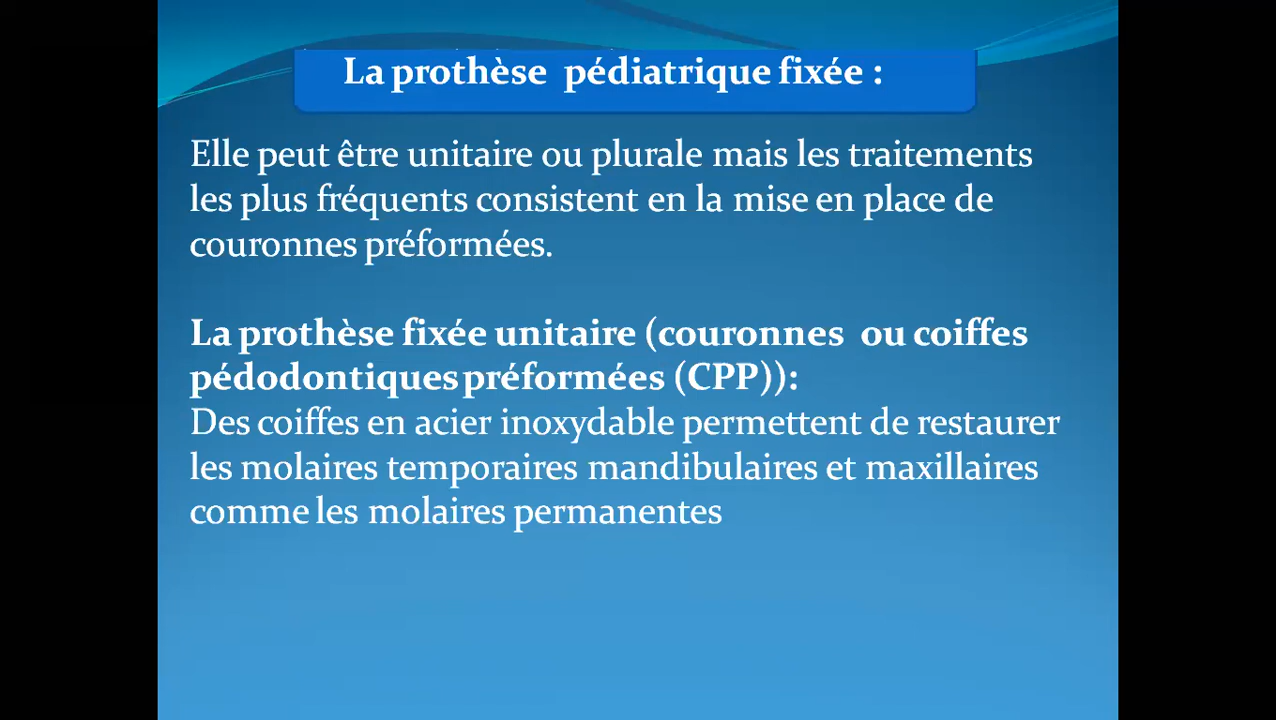 La prothèse pédiatrique fixée :
Elle peut être unitaire ou plurale mais les traitements
les plus fréquents consistent en la mise en place de
couronnes préformées.
La prothèse fixée unitaire (couronnes ou coiffes
pédodontiques préformées (CPP)):
Des coiffes en acier inoxydable permettent de restaurer
les molaires temporaires mandibulaires et maxillaires
comme les molaires permanentes